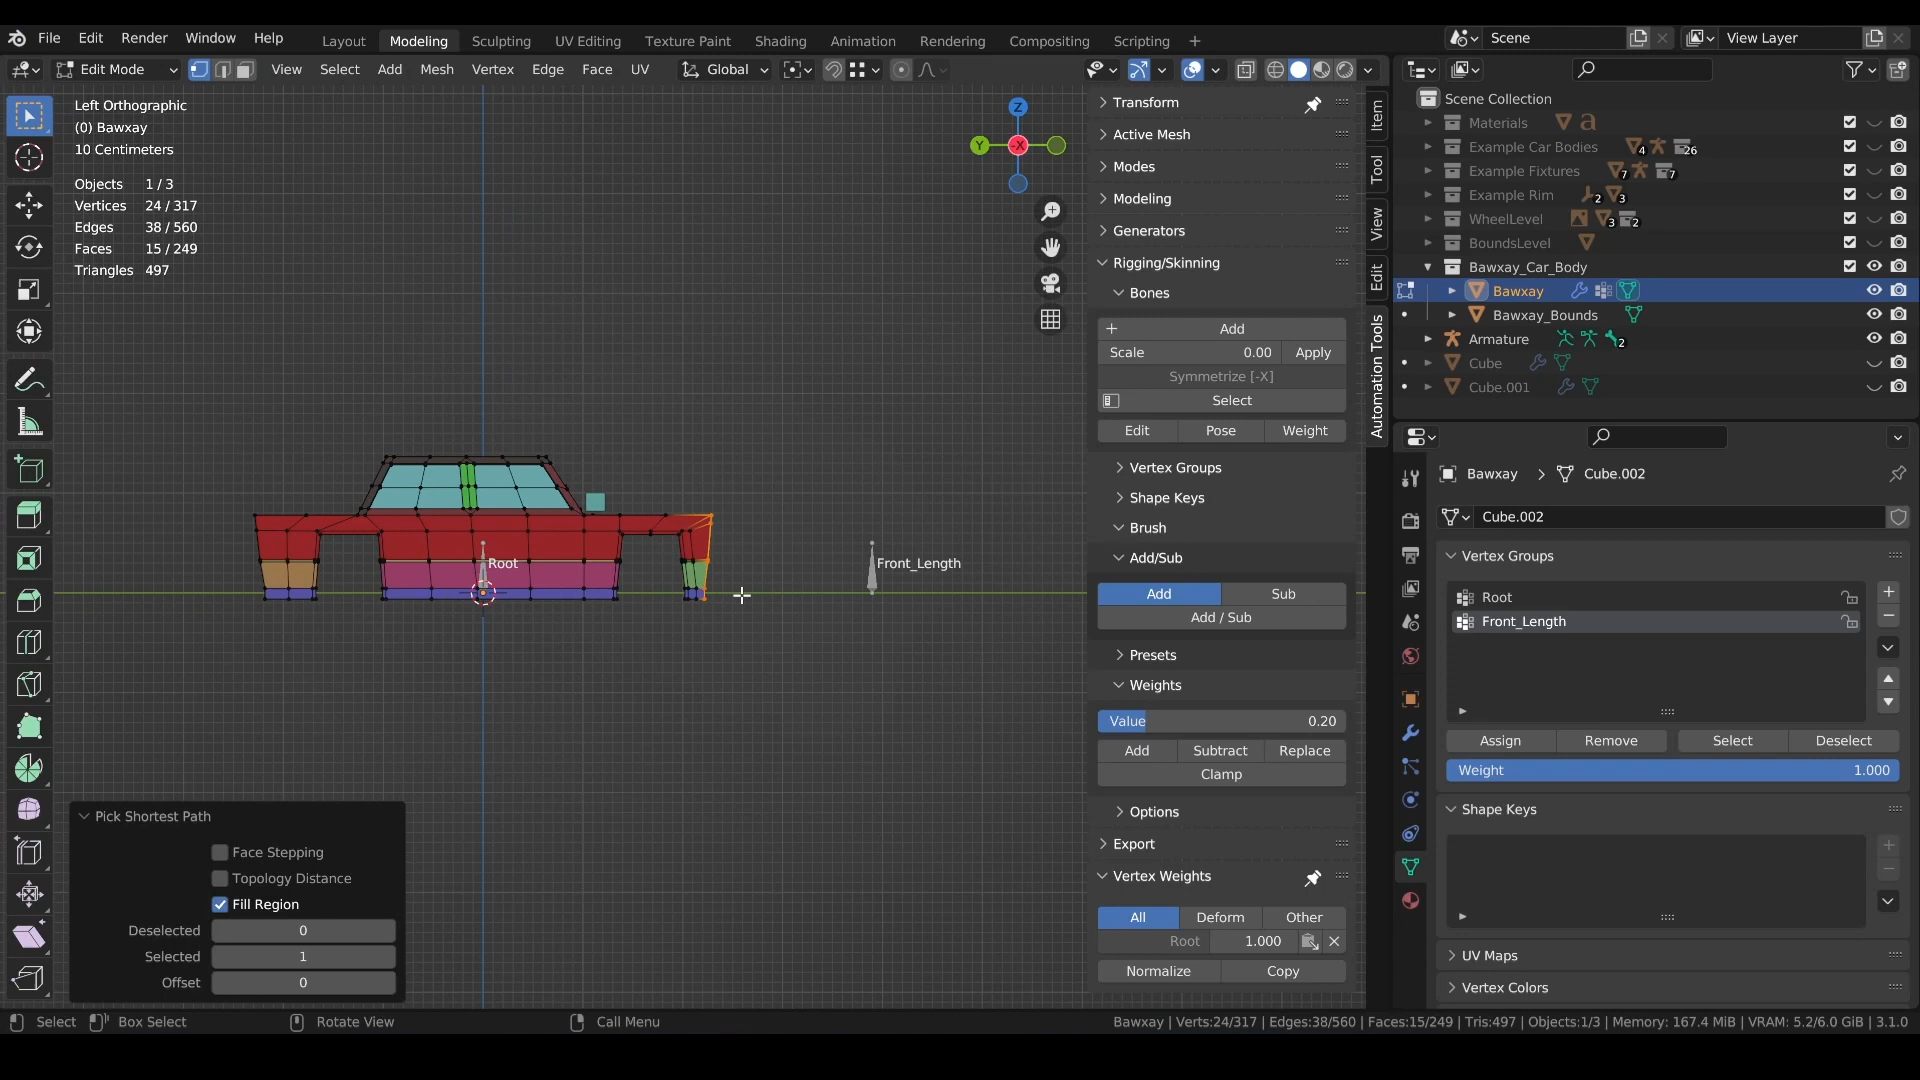 File Edit Render Window Help Layout Modeling Sculpting UV Editing Texture Paint Shading Animation Rendering Compositing Scripting + Scene View Layer
Edit Mode View Select Add Mesh Vertex Edge Face UV Global
Left Orthographic
(0) Bawxay
10 Centimeters
Objects 1 / 3
Vertices 24 / 317
Edges 38 / 560
Faces 15 / 249
Triangles 497
Z
Y
-X
Root
Front_Length
Pick Shortest Path
Face Stepping
Topology Distance
Fill Region
Deselected 0
Selected 1
Offset 0
Transform
Active Mesh
Modes
Modeling
Generators
Rigging/Skinning
Bones
+ Add
Scale 0.00 Apply
Symmetrize [-X]
Select
Edit Pose Weight
Vertex Groups
Shape Keys
Brush
Add/Sub
Add Sub
Add / Sub
Presets
Weights
Value 0.20
Add Subtract Replace
Clamp
Options
Export
Vertex Weights
All Deform Other
Root 1.000
Normalize Copy
Item
Tool
View
Edit
Automation Tools
Scene Collection
Materials
Example Car Bodies 4 26
Example Fixtures 7 7
Example Rim 2 3
WheelLevel 3 2
BoundsLevel
Bawxay_Car_Body
Bawxay
Bawxay_Bounds
Armature 2
Cube
Cube.001
Bawxay > Cube.002
Cube.002
Vertex Groups
Root
Front_Length
Assign Remove Select Deselect
Weight 1.000
Shape Keys
UV Maps
Vertex Colors
Select Box Select Rotate View Call Menu Bawxay | Verts:24/317 | Edges:38/560 | Faces:15/249 | Tris:497 | Objects:1/3 | Memory: 167.4 MiB | VRAM: 5.2/6.0 GiB | 3.1.0